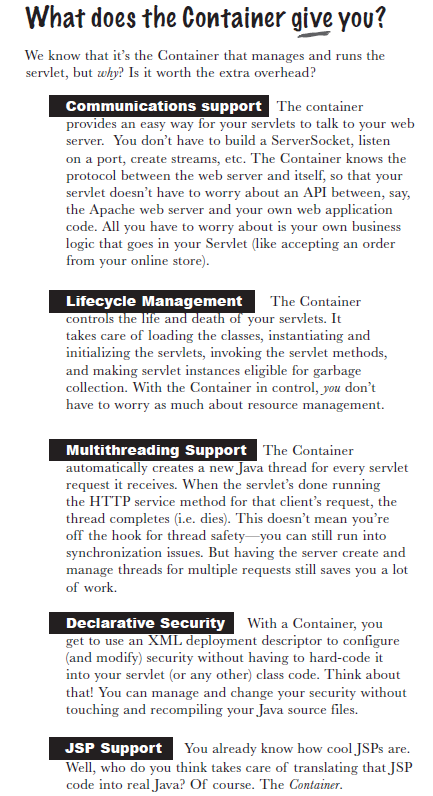 What does the Container give you?
We know that it's the Container that manages and runs the
servlet, but why? Is it worth the extra overhead?
Communications support The container
provides an easy way for your servlets to talk to your web
server. You don't have to build a ServerSocket, listen
on a port, create streams, etc. The Container knows the
protocol between the web server and itself, so that your
servlet doesn't have to worry about an API between, say,
the Apache web server and your own web application
code. All you have to worry about is your own business
logic that goes in your Servlet (like accepting an order
from your online store).
Lifecycle Management The Container
controls the life and death of your servlets. It
takes care of loading the classes, instantiating and
initializing the servlets, invoking the servlet methods,
and making servlet instances eligible for garbage
collection. With the Container in control, you don't
have to worry as much about resource management.
Multithreading Support The Container
automatically creates a new Java thread for every servlet
request it receives. When the servlet's done running
the HTTP service method for that client's request, the
thread completes (i.e. dies). This doesn't mean you're
off the hook for thread safety—you can still run into
synchronization issues. But having the server create and
manage threads for multiple requests still saves you a lot
of work.
Declarative Security With a Container, you
get to use an XML deployment descriptor to configure
(and modify) security without having to hard-code it
into your servlet (or any other) class code. Think about
that! You can manage and change your security without
touching and recompiling your Java source files.
JSP Support You already know how cool JSPs are.
Well, who do you think takes care of translating that JSP
code into real Java? Of course. The Container.